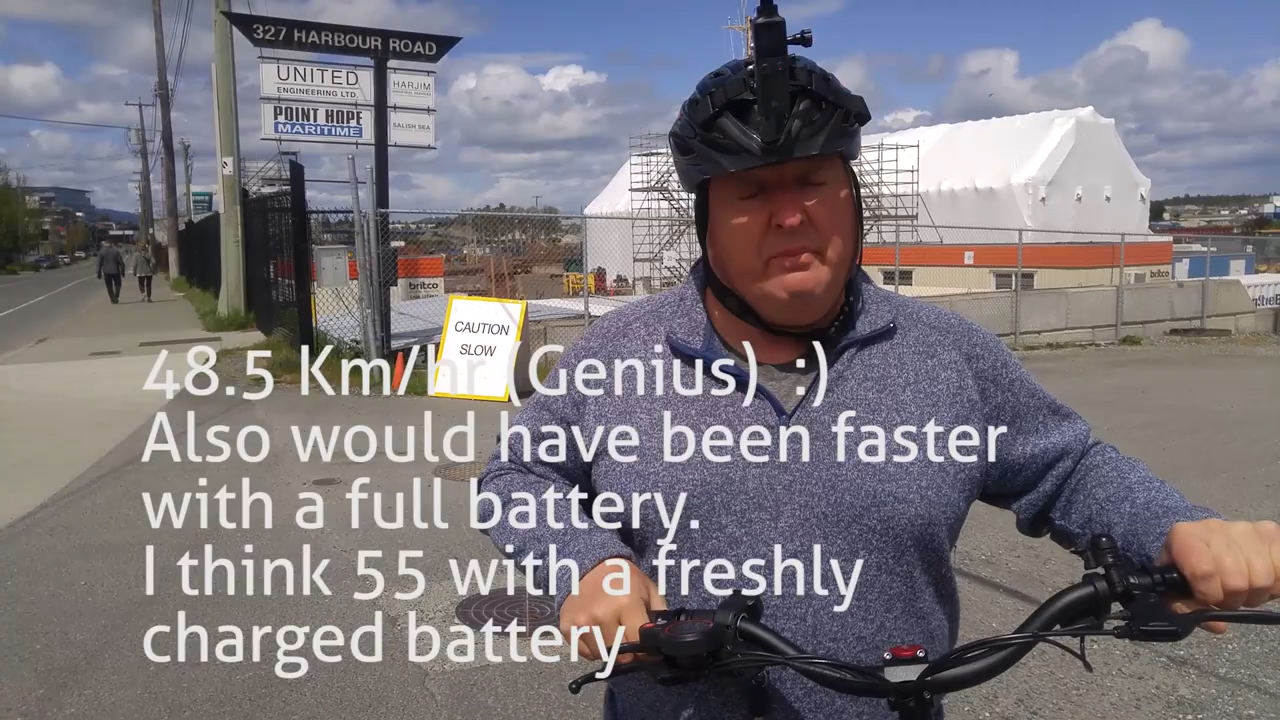 327 HARBOUR ROAD
UNITED
ENGINEERING LTD.
HARJIM
POINT HOPE
MARITIME
SALISH SEA
britco
CAUTION
SLOW
britco
48.5 Km/hr (Genius) :)
Also would have been faster
with a full battery.
I think 55 with a freshly
charged battery